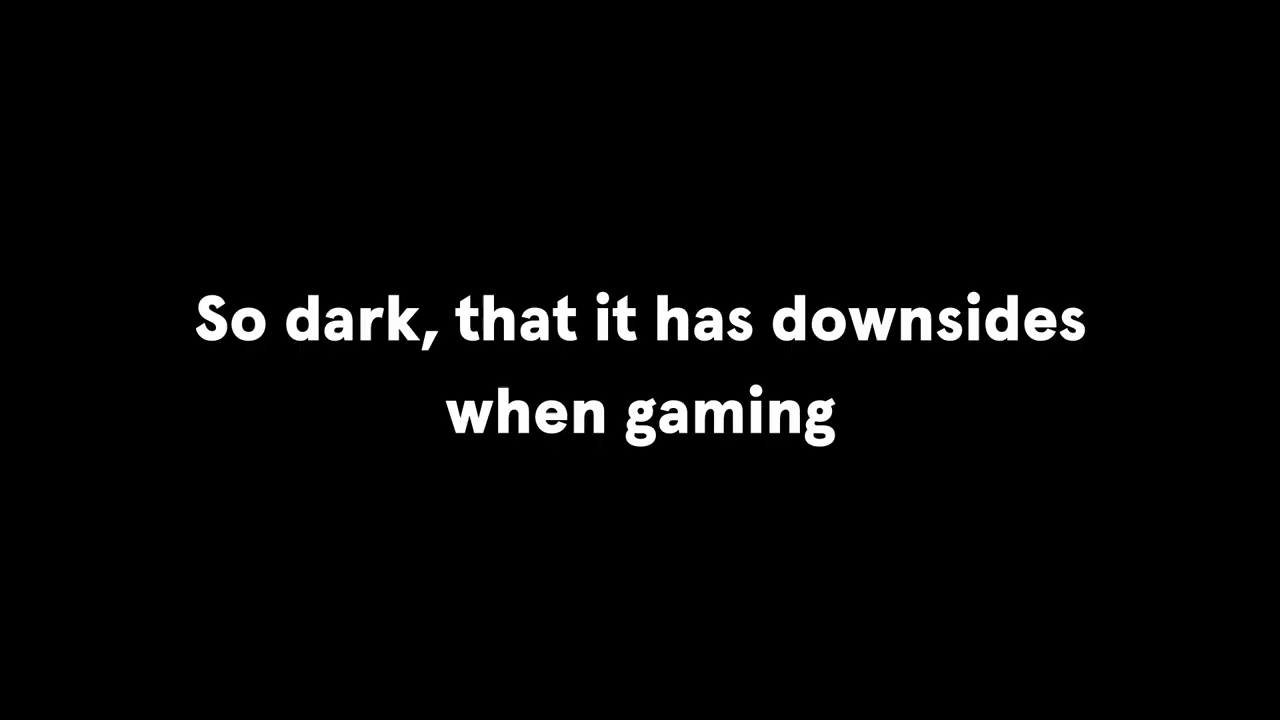 So dark, that it has downsides
when gaming